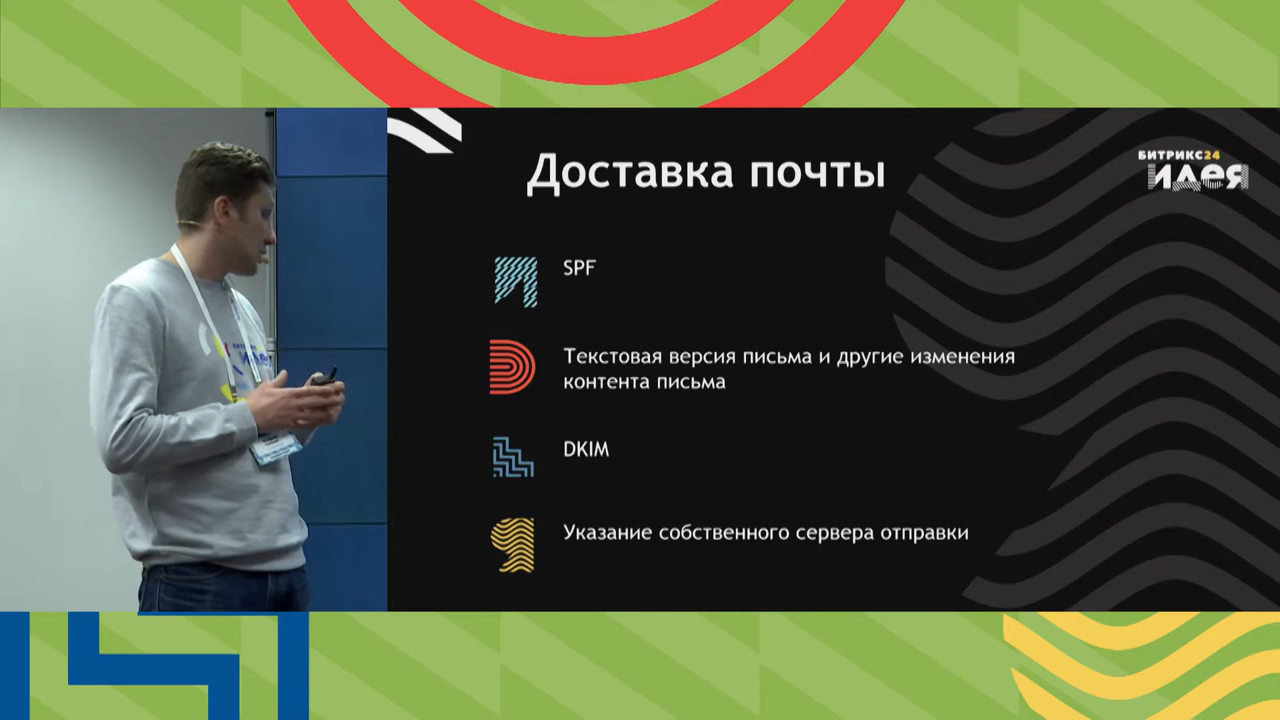 Доставка почты
БИТРИКС24
идея
SPF
Текстовая версия письма и другие изменения
контента письма
DKIM
Указание собственного сервера отправки